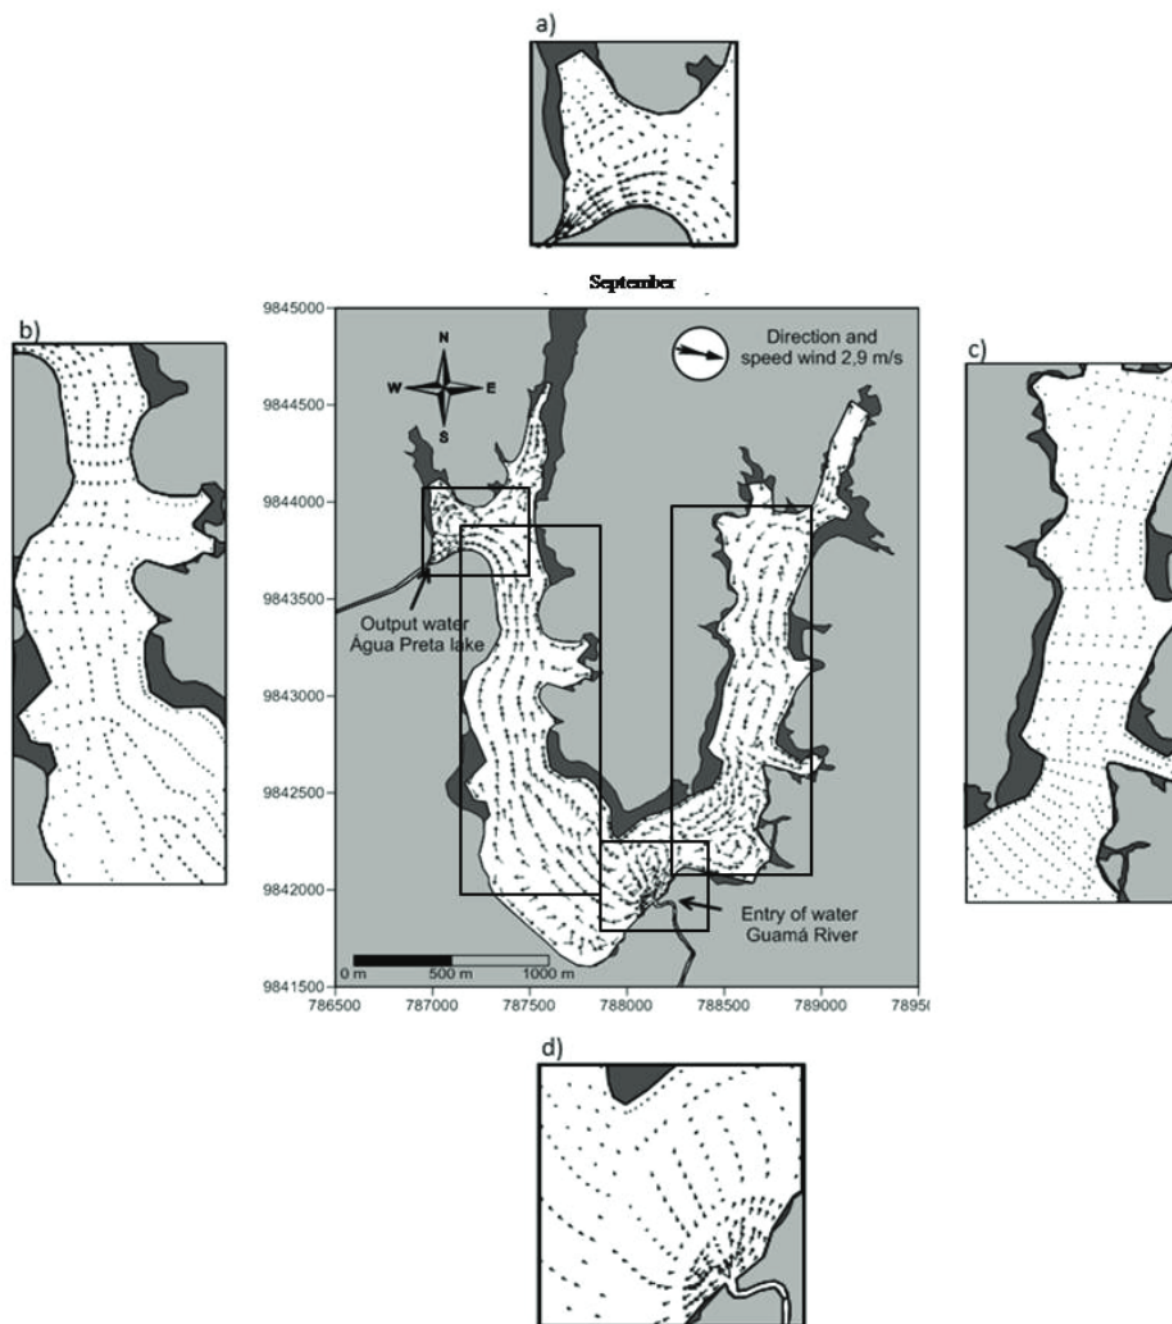 a)
September
b)
c)
9845000
9844500
9844000
9843500
9843000
9842500
9842000
9841500
N
W E
S
Direction and
speed wind 2,9 m/s
Output water
Água Preta lake
Entry of water
Guamá River
0 m 500 m 1000 m
786500 787000 787500 788000 788500 789000 78950
d)